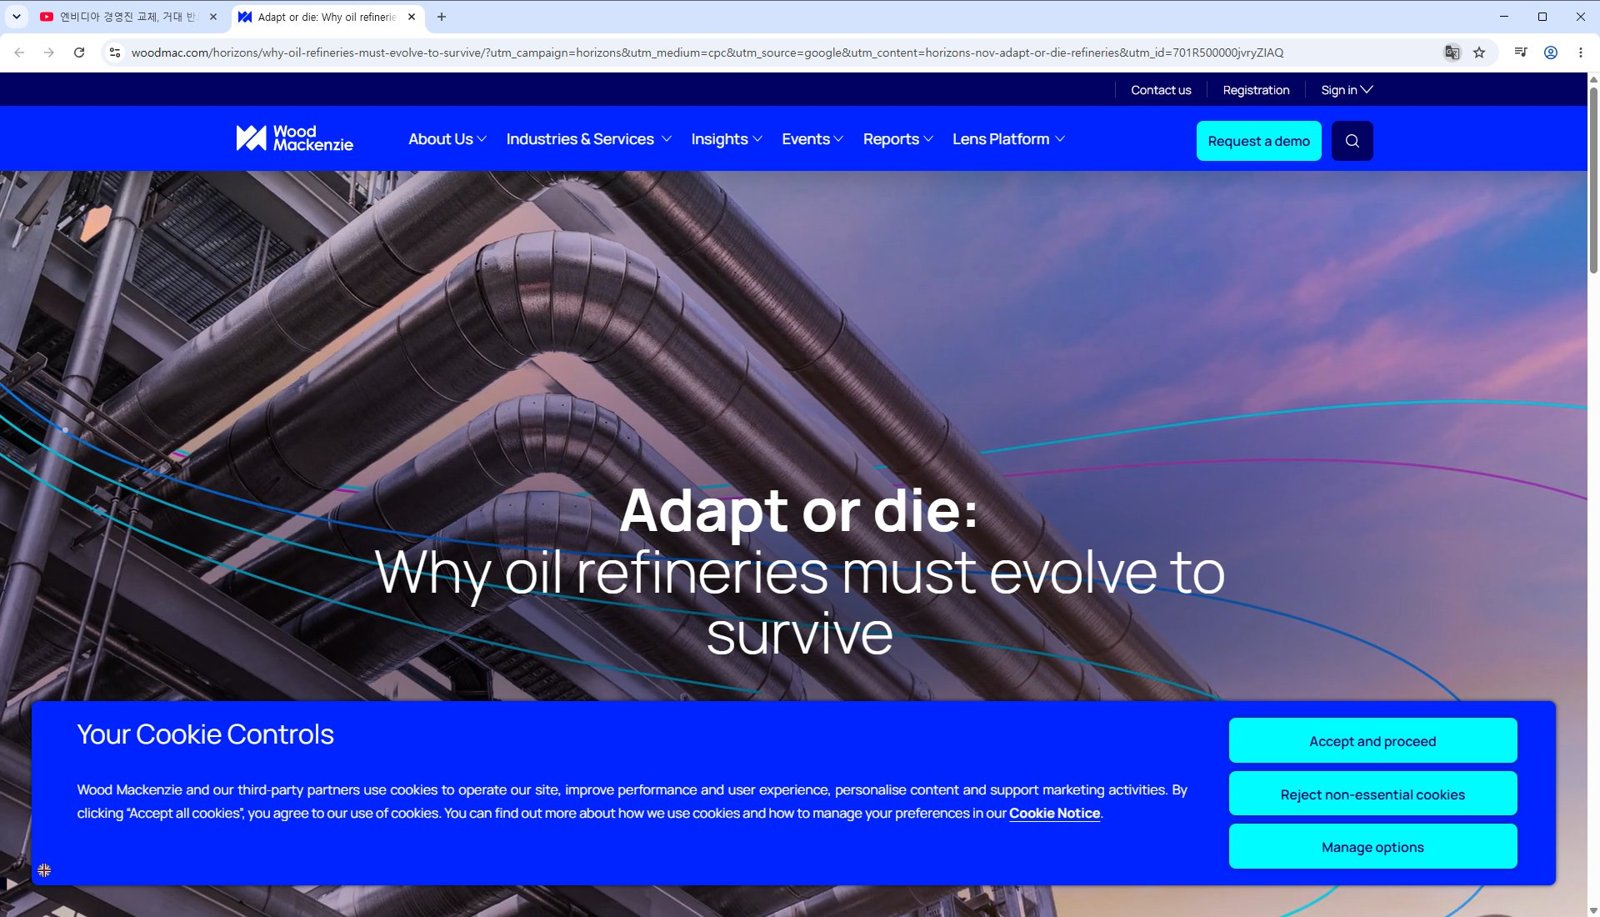 엔비디아 경영진 교체, 거대 반
Adapt or die: Why oil refinerie
woodmac.com/horizons/why-oil-refineries-must-evolve-to-survive/?utm_campaign=horizons&utm_medium=cpc&utm_source=google&utm_content=horizons-nov-adapt-or-die-refineries&utm_id=701R500000jvryZIAQ
Contact us
Registration
Sign in
Wood
Mackenzie
About Us
Industries & Services
Insights
Events
Reports
Lens Platform
Request a demo
Adapt or die:
Why oil refineries must evolve to
survive
Your Cookie Controls
Wood Mackenzie and our third-party partners use cookies to operate our site, improve performance and user experience, personalise content and support marketing activities. By
clicking “Accept all cookies”, you agree to our use of cookies. You can find out more about how we use cookies and how to manage your preferences in our Cookie Notice.
Accept and proceed
Reject non-essential cookies
Manage options